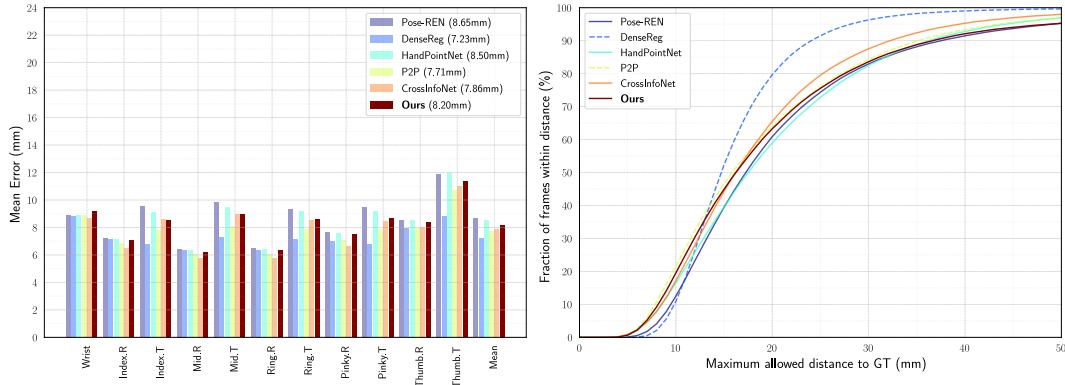 24
22
20
18
16
14
12
10
8
6
4
2
0
Mean Error (mm)
Pose-REN (8.65mm)
DenseReg (7.23mm)
HandPointNet (8.50mm)
P2P (7.71mm)
CrossInfoNet (7.86mm)
Ours (8.20mm)
Wrist
Index.R
Index.T
Mid.R
Mid.T
Ring.R
Ring.T
Pinky.R
Pinky.T
Thumb.R
Thumb.T
Mean
100
90
80
70
60
50
40
30
20
10
0
Fraction of frames within distance (%)
Pose-REN
DenseReg
HandPointNet
P2P
CrossInfoNet
Ours
0 10 20 30 40 50
Maximum allowed distance to GT (mm)